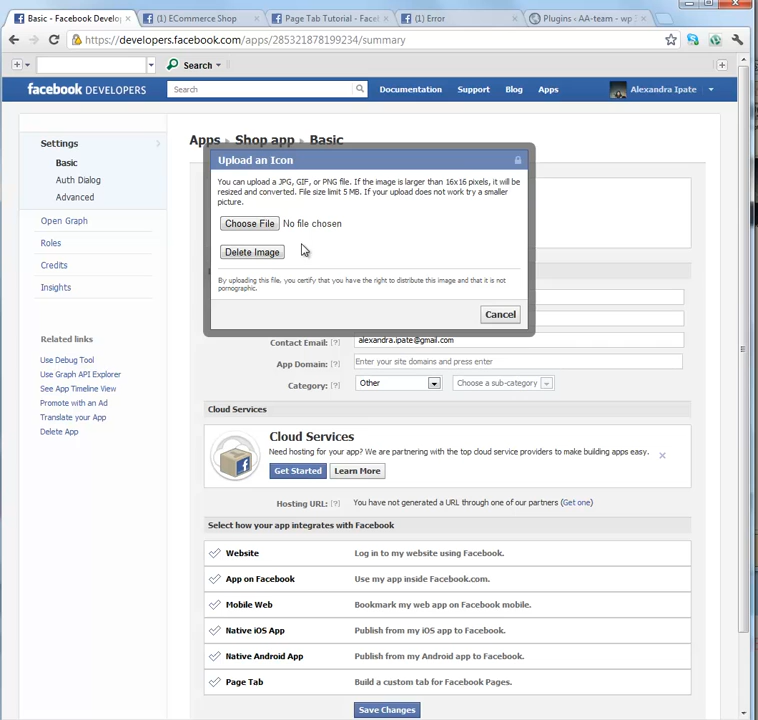 Basic - Facebook Develo
(1) ECommerce Shop
Page Tab Tutorial - Facet
(1) Error
Plugins ‹ AA-team - wp
https://developers.facebook.com/apps/285321878199234/summary
Search
facebook DEVELOPERS
Search
Documentation
Support
Blog
Apps
Alexandra Ipate
Settings
Basic
Auth Dialog
Advanced
Open Graph
Roles
Credits
Insights
Related links
Use Debug Tool
Use Graph API Explorer
See App Timeline View
Promote with an Ad
Translate your App
Delete App
Apps
Shop app
Basic
Upload an Icon
You can upload a JPG, GIF, or PNG file. If the image is larger than 16x16 pixels, it will be
resized and converted. File size limit 5 MB. If your upload does not work try a smaller
picture.
Choose File No file chosen
Delete Image
By uploading this file, you certify that you have the right to distribute this image and that it is not
pornographic.
Cancel
Contact Email: [?] alexandra.ipate@gmail.com
App Domain: [?] Enter your site domains and press enter
Category: [?] Other Choose a sub-category
Cloud Services
Cloud Services
Need hosting for your app? We are partnering with the top cloud service providers to make building apps easy.
Get Started Learn More
Hosting URL: [?] You have not generated a URL through one of our partners (Get one)
Select how your app integrates with Facebook
Website Log in to my website using Facebook.
App on Facebook Use my app inside Facebook.com.
Mobile Web Bookmark my web app on Facebook mobile.
Native iOS App Publish from my iOS app to Facebook.
Native Android App Publish from my Android app to Facebook.
Page Tab Build a custom tab for Facebook Pages.
Save Changes